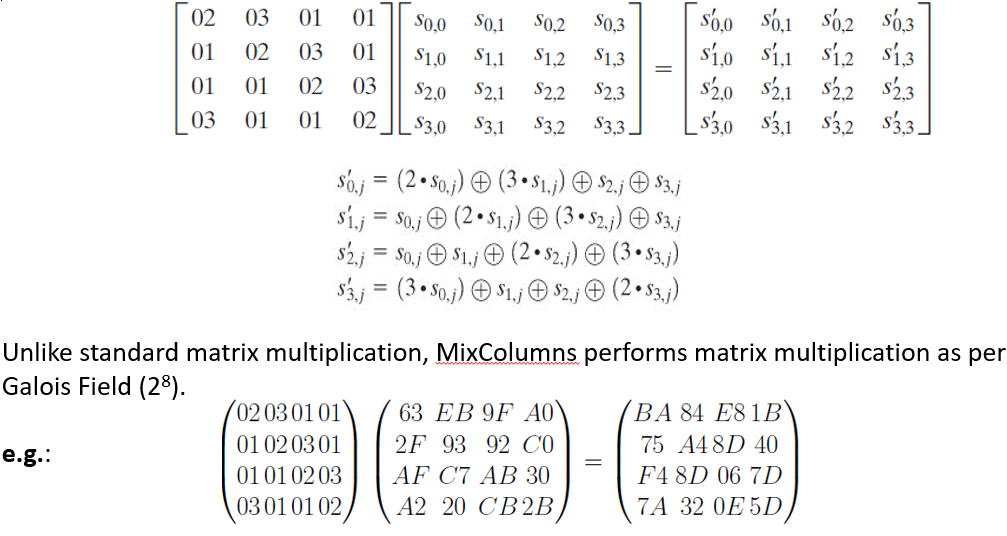 02 03 01 01 s0,0 s0,1 s0,2 s0,3 s′0,0 s′0,1 s′0,2 s′0,3
01 02 03 01 s1,0 s1,1 s1,2 s1,3 = s′1,0 s′1,1 s′1,2 s′1,3
01 01 02 03 s2,0 s2,1 s2,2 s2,3 s′2,0 s′2,1 s′2,2 s′2,3
03 01 01 02 s3,0 s3,1 s3,2 s3,3 s′3,0 s′3,1 s′3,2 s′3,3
s′0,j = (2•s0,j) ⊕ (3•s1,j) ⊕ s2,j ⊕ s3,j
s′1,j = s0,j ⊕ (2•s1,j) ⊕ (3•s2,j) ⊕ s3,j
s′2,j = s0,j ⊕ s1,j ⊕ (2•s2,j) ⊕ (3•s3,j)
s′3,j = (3•s0,j) ⊕ s1,j ⊕ s2,j ⊕ (2•s3,j)
Unlike standard matrix multiplication, MixColumns performs matrix multiplication as per
Galois Field (2⁸).
02 03 01 01 63 EB 9F A0 BA 84 E8 1B
e.g.: 01 02 03 01 2F 93 92 C0 = 75 A4 8D 40
01 01 02 03 AF C7 AB 30 F4 8D 06 7D
03 01 01 02 A2 20 CB 2B 7A 32 0E 5D